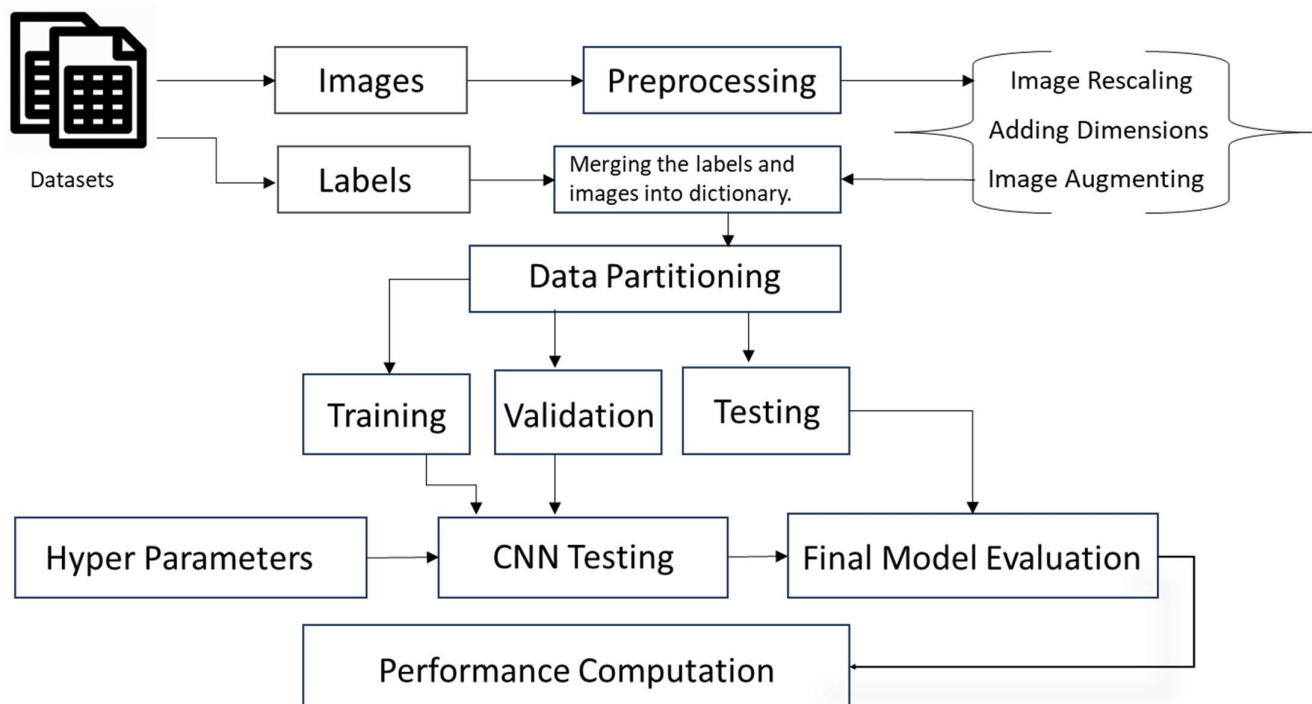 Images
Preprocessing
Image Rescaling
Adding Dimensions
Image Augmenting
Datasets
Labels
Merging the labels and
images into dictionary.
Data Partitioning
Training
Validation
Testing
Hyper Parameters
CNN Testing
Final Model Evaluation
Performance Computation